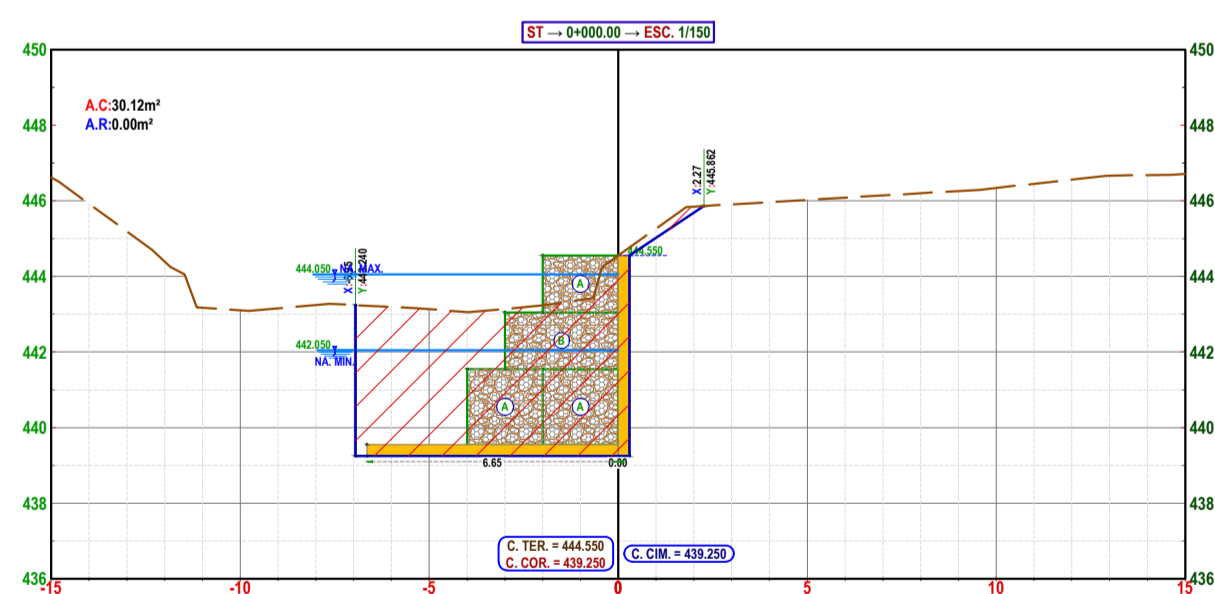 ST → 0+000.00 → ESC. 1/150
450
450
A.C:30.12m²
A.R:0.00m²
448
448
X:2.27
Y:445.862
446
446
444.550
444.050
NA. MAX.
444
444
A
442.050
NA. MIN.
B
442
442
A
A
440
440
6.65
0.00
438
438
C. TER. = 444.550
C. COR. = 439.250
C. CIM. = 439.250
436
436
-15
-10
-5
0
5
10
15